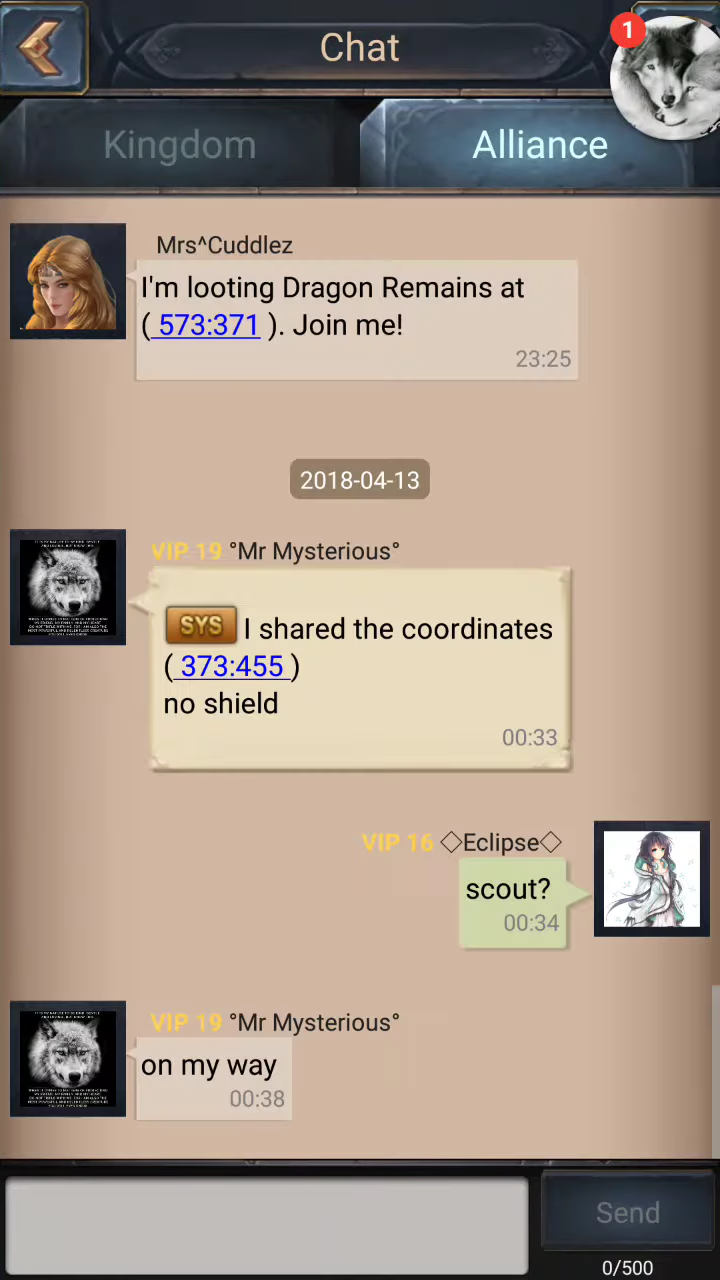 Chat
1
Kingdom
Alliance
Mrs^Cuddlez
I'm looting Dragon Remains at
( 573:371 ). Join me!
23:25
2018-04-13
VIP 19 °Mr Mysterious°
SYS I shared the coordinates
( 373:455 )
no shield
00:33
VIP 16 ◇Eclipse◇
scout?
00:34
VIP 19 °Mr Mysterious°
on my way
00:38
Send
0/500